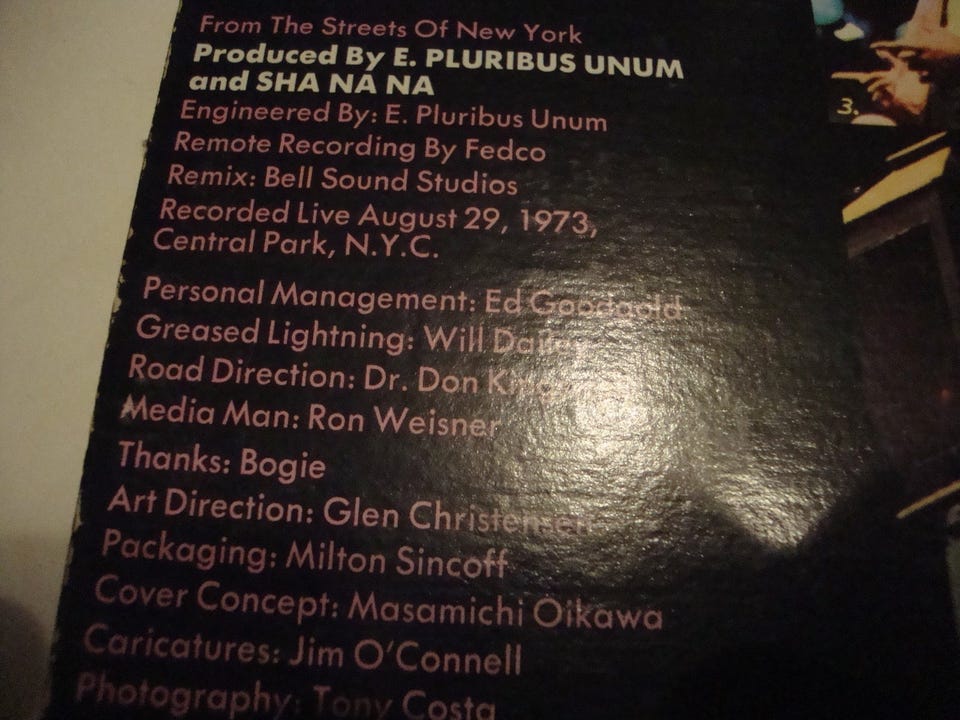 From The Streets Of New York
Produced By E. PLURIBUS UNUM
and SHA NA NA
Engineered By: E. Pluribus Unum
Remote Recording By Fedco
Remix: Bell Sound Studios
Recorded Live August 29, 1973,
Central Park, N.Y.C.
Personal Management: Ed Goodgold
Greased Lightning: Will
Road Direction: Dr. Don
Media Man: Ron Weisner
Thanks: Bogie
Art Direction: Glen Christensen
Packaging: Milton Sincoff
Cover Concept: Masamichi Oikawa
Caricatures: Jim O'Connell
Photography: Tony Costa
3.